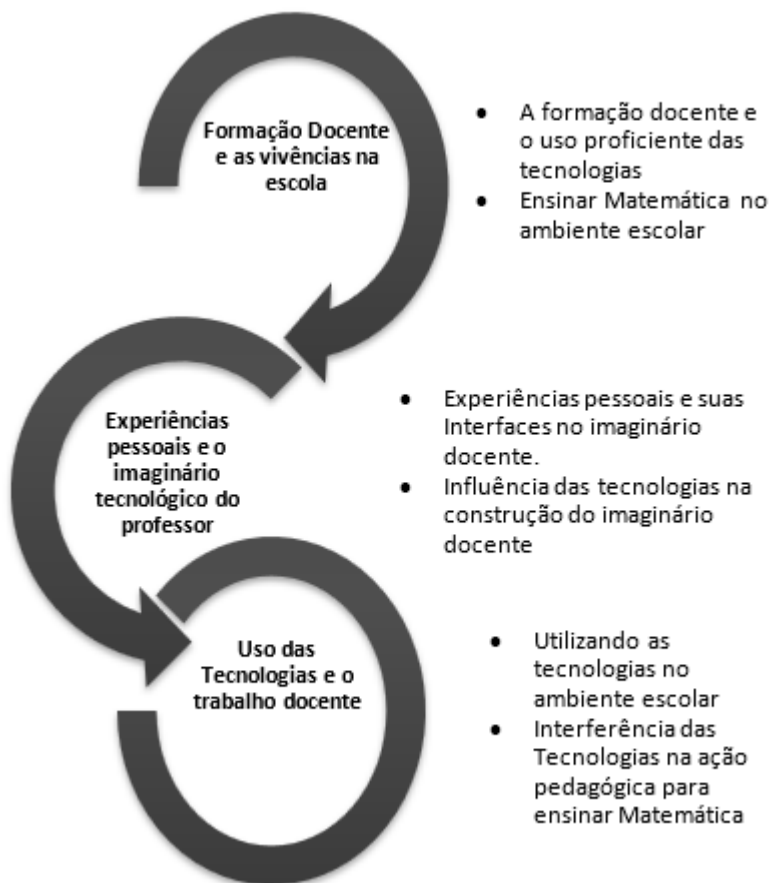 Formação Docente
e as vivências na
escola
• A formação docente e
o uso proficiente das
tecnologias
• Ensinar Matemática no
ambiente escolar
Experiências
pessoais e o
imaginário
tecnológico do
professor
• Experiências pessoais e suas
Interfaces no imaginário
docente.
• Influência das tecnologias na
construção do imaginário
docente
Uso das
Tecnologias e o
trabalho docente
• Utilizando as
tecnologias no
ambiente escolar
• Interferência das
Tecnologias na ação
pedagógica para
ensinar Matemática